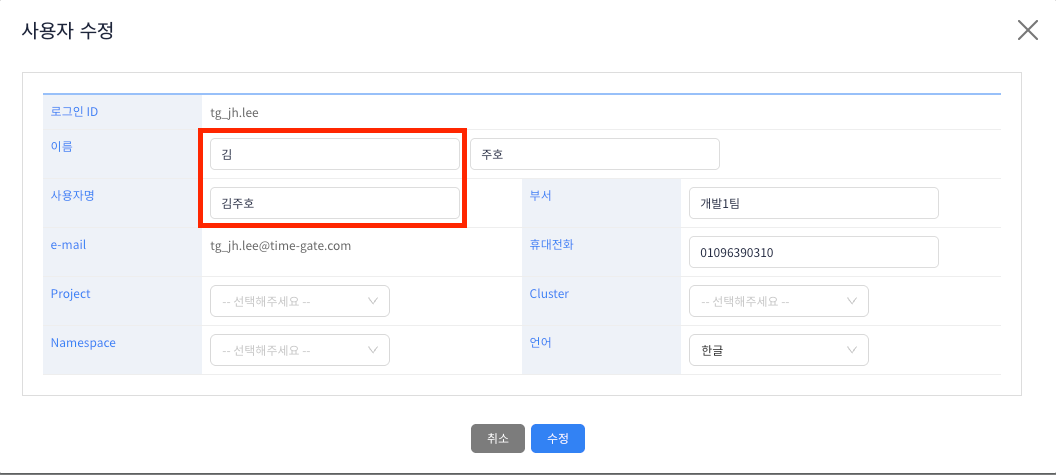 사용자 수정
로그인 ID tg_jh.lee
이름 김 주호
사용자명 김주호 부서 개발1팀
e-mail tg_jh.lee@time-gate.com 휴대전화 01096390310
Project -- 선택해주세요 -- Cluster -- 선택해주세요 --
Namespace -- 선택해주세요 -- 언어 한글
취소 수정